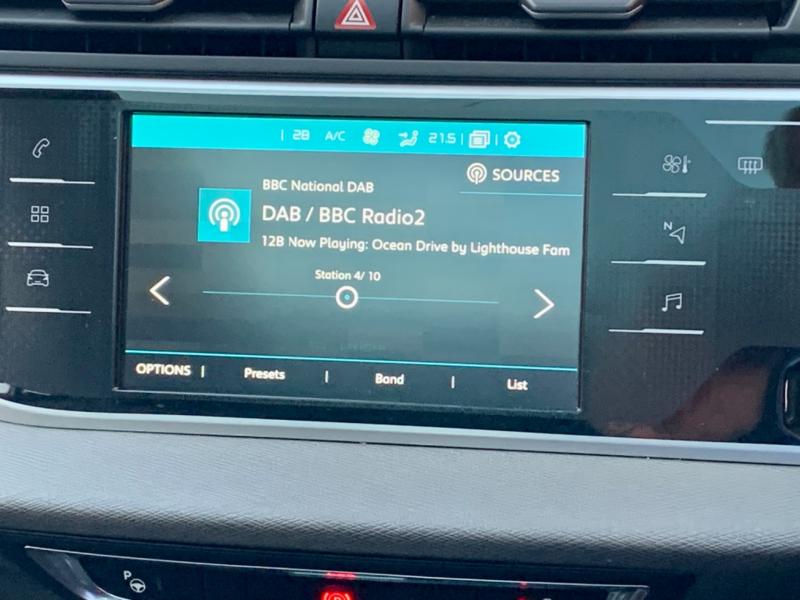 28 A/C 21.5
SOURCES
BBC National DAB
DAB / BBC Radio2
12B Now Playing: Ocean Drive by Lighthouse Fam
Station 4/ 10
OPTIONS | Presets | Band | List
N
P